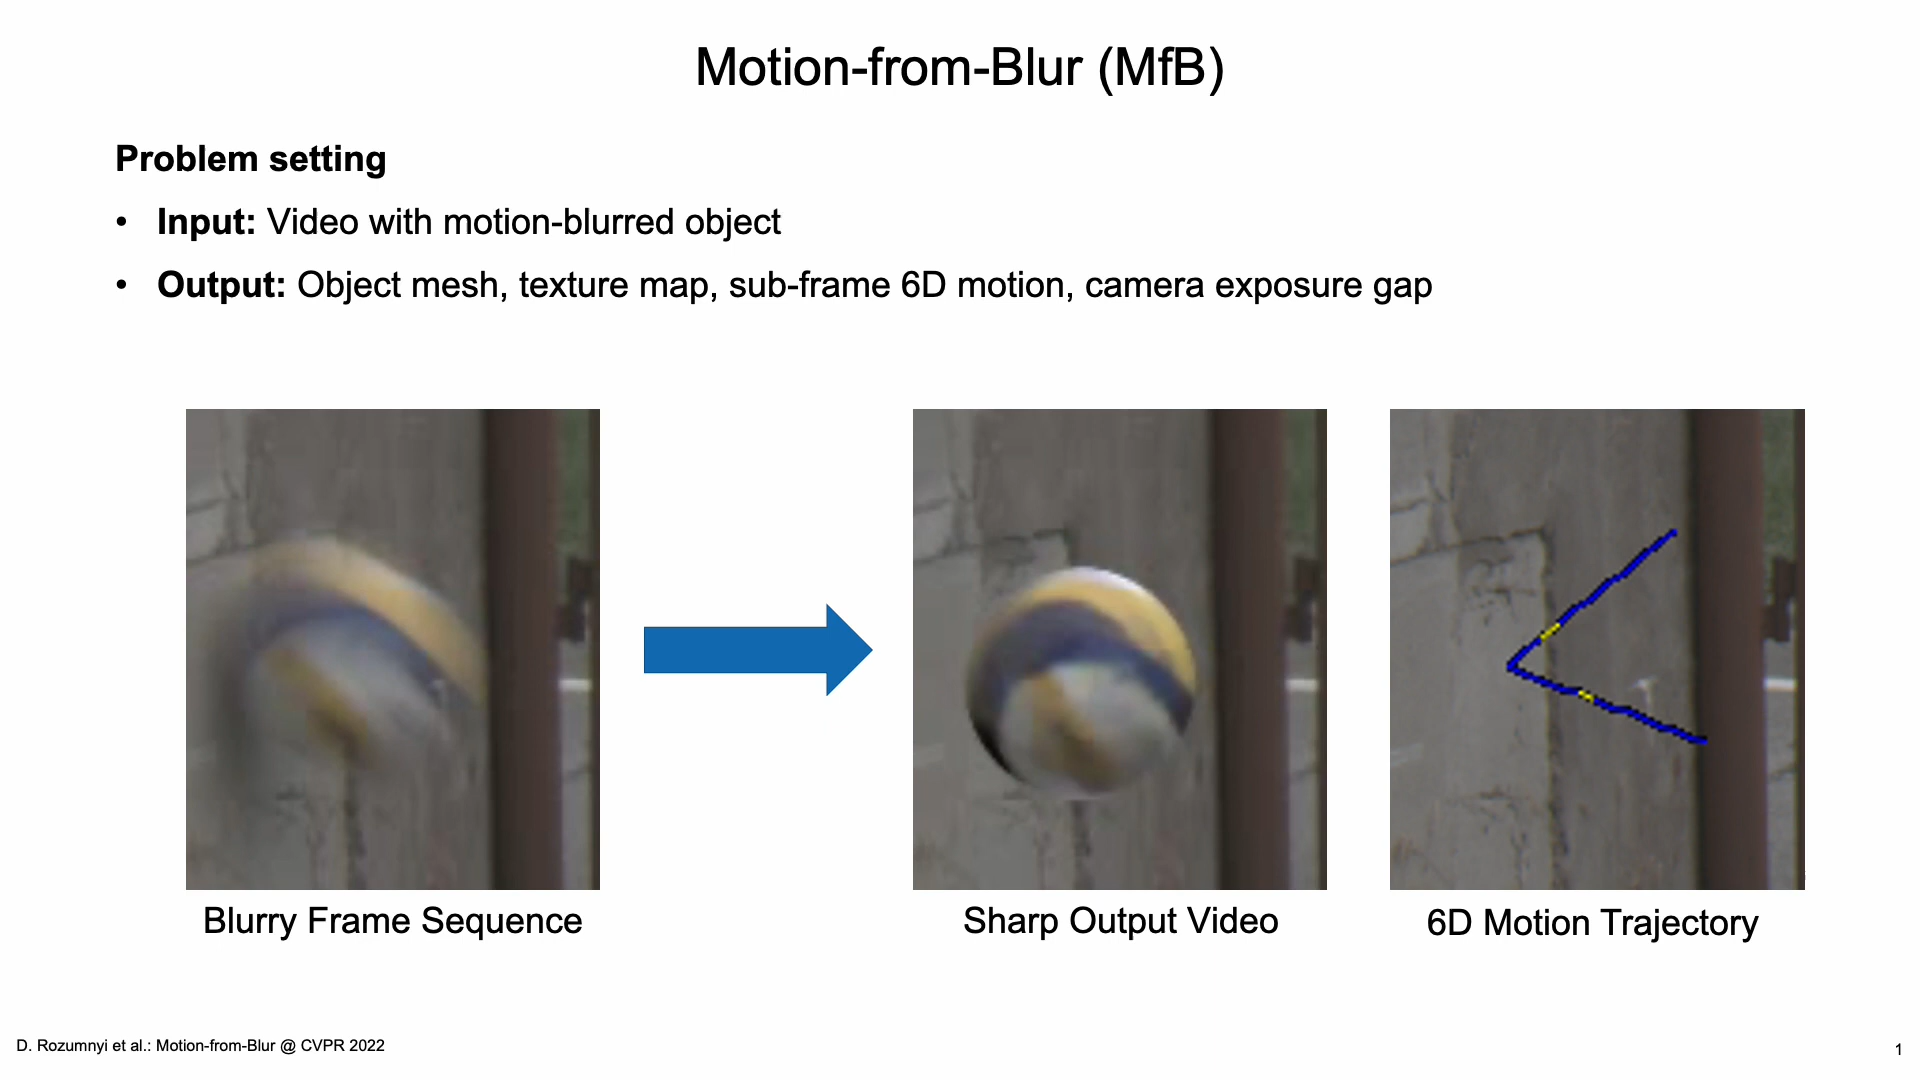 Motion-from-Blur (MfB)
Problem setting
• Input: Video with motion-blurred object
• Output: Object mesh, texture map, sub-frame 6D motion, camera exposure gap
Blurry Frame Sequence
Sharp Output Video
6D Motion Trajectory
D. Rozumnyi et al.: Motion-from-Blur @ CVPR 2022
1